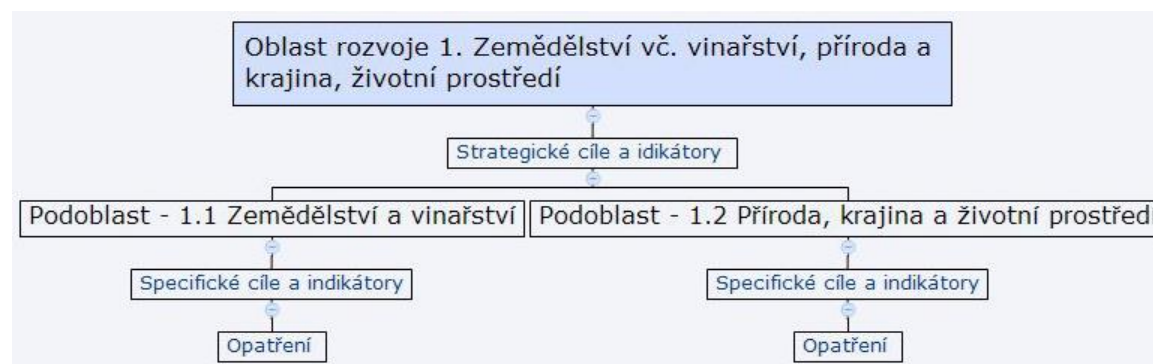 Oblast rozvoje 1. Zemědělství vč. vinařství, příroda a
krajina, životní prostředí
Strategické cíle a idikátory
Podoblast - 1.1 Zemědělství a vinařství
Podoblast - 1.2 Příroda, krajina a životní prostředí
Specifické cíle a indikátory
Specifické cíle a indikátory
Opatření
Opatření